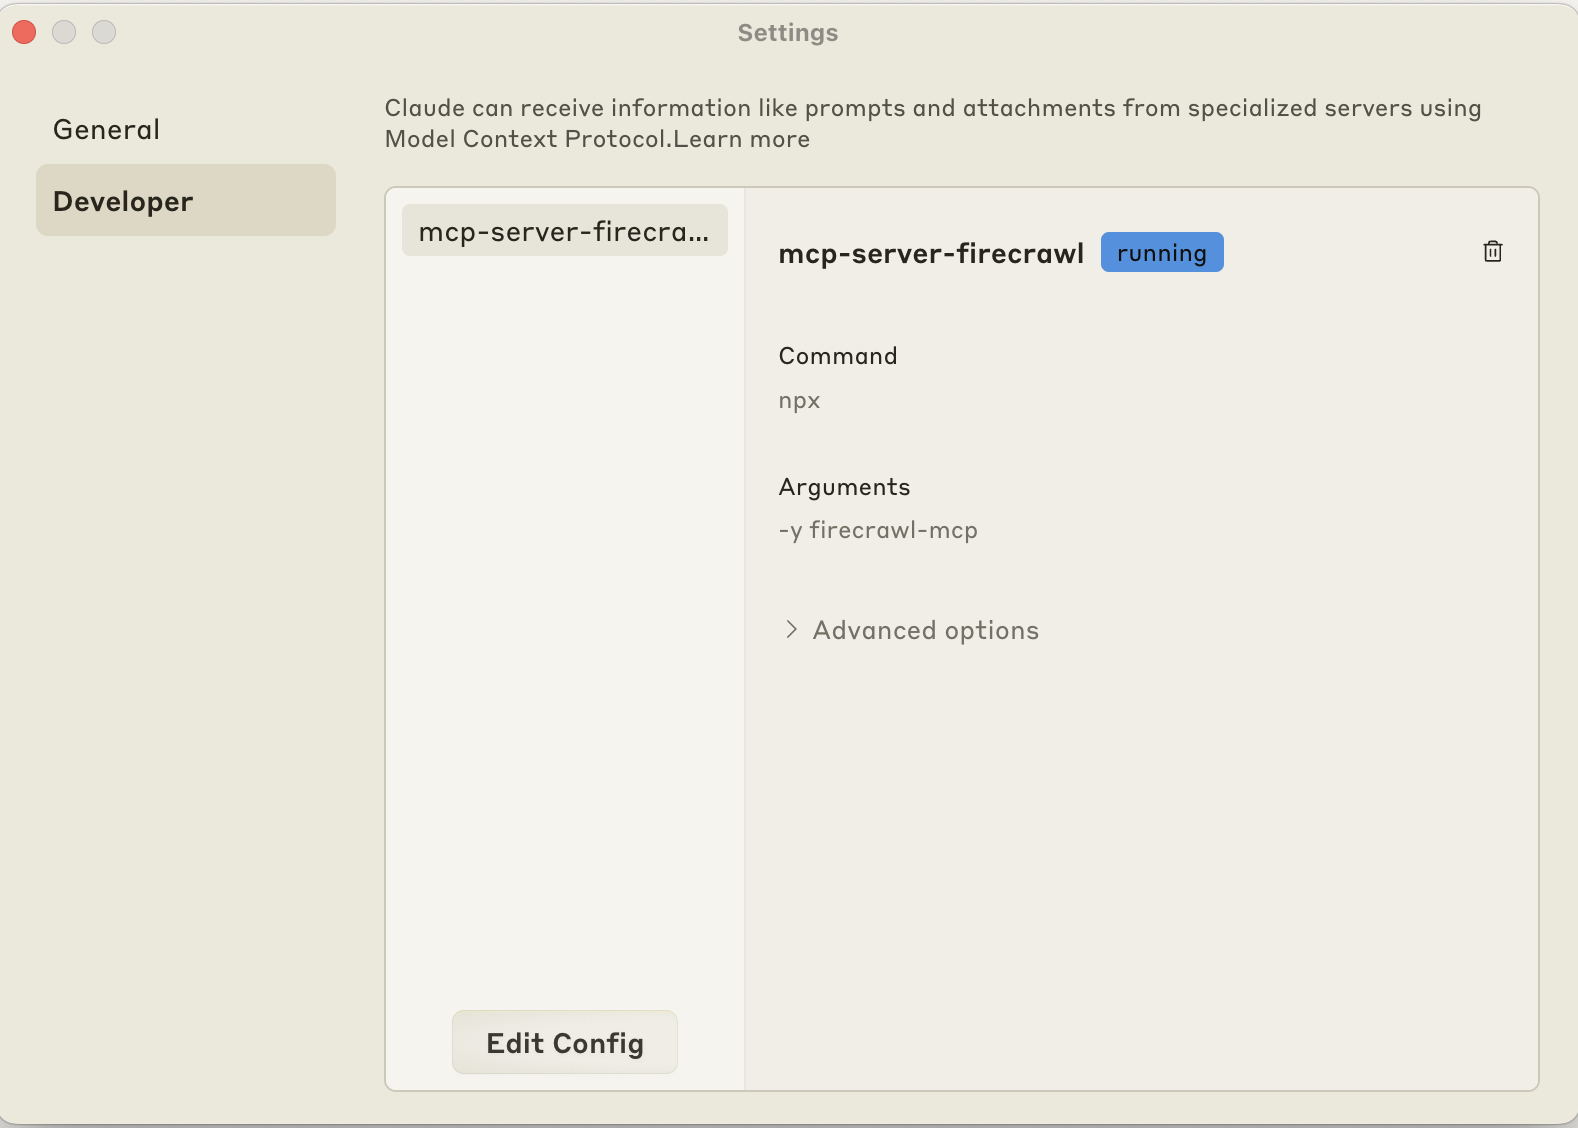 Settings
General
Developer
Claude can receive information like prompts and attachments from specialized servers using
Model Context Protocol.Learn more
mcp-server-firecra...
mcp-server-firecrawl
running
Command
npx
Arguments
-y firecrawl-mcp
Advanced options
Edit Config